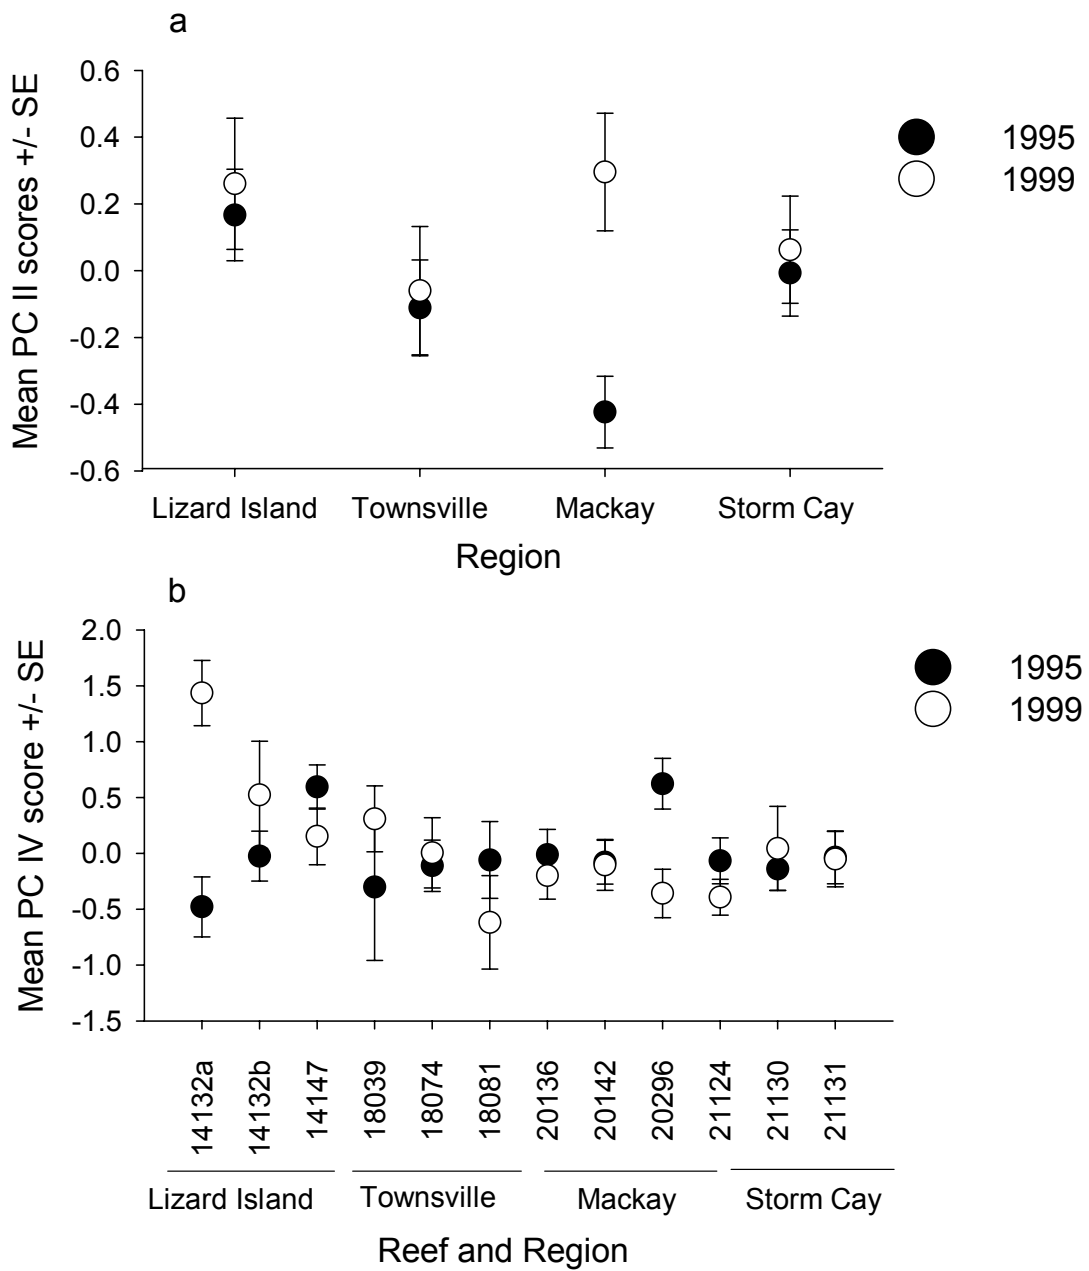 a
Mean PC II scores +/- SE
0.6
0.4
0.2
0.0
-0.2
-0.4
-0.6
Lizard Island Townsville Mackay Storm Cay
Region
1995
1999
b
Mean PC IV score +/- SE
2.0
1.5
1.0
0.5
0.0
-0.5
-1.0
-1.5
14132a
14132b
14147
18039
18074
18081
20136
20142
20296
21124
21130
21131
Lizard Island Townsville Mackay Storm Cay
Reef and Region
1995
1999